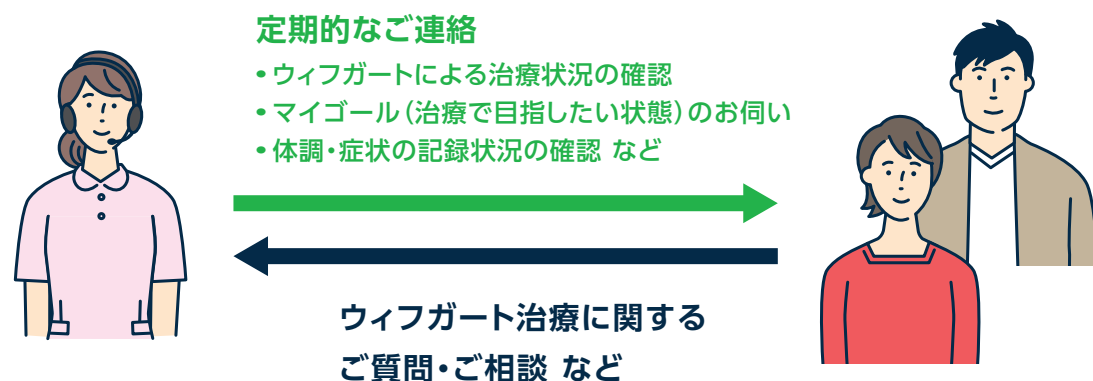 定期的なご連絡
•ウィフガートによる治療状況の確認
•マイゴール(治療で目指したい状態)のお伺い
•体調・症状の記録状況の確認 など
ウィフガート治療に関する
ご質問・ご相談 など